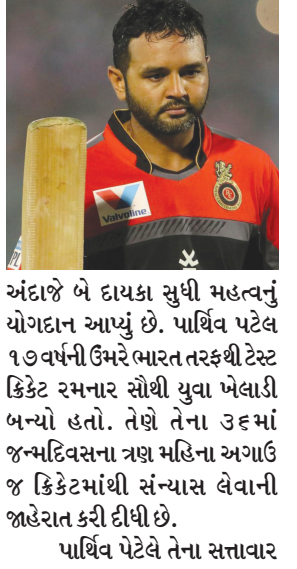 Valvoline
અંદાજે બે દાયકા સુધી મહત્વનું
યોગદાન આપ્યું છે. પાર્થિવ પટેલ
૧૭ વર્ષની ઉંમરે ભારત તરફથી ટેસ્ટ
ક્રિકેટ રમનાર સૌથી યુવા ખેલાડી
બન્યો હતો. તેણે તેના ૩૬માં
જન્મદિવસના ત્રણ મહિના અગાઉ
જ ક્રિકેટમાંથી સંન્યાસ લેવાની
જાહેરાત કરી દીધી છે.
પાર્થિવ પેટેલે તેના સત્તાવાર